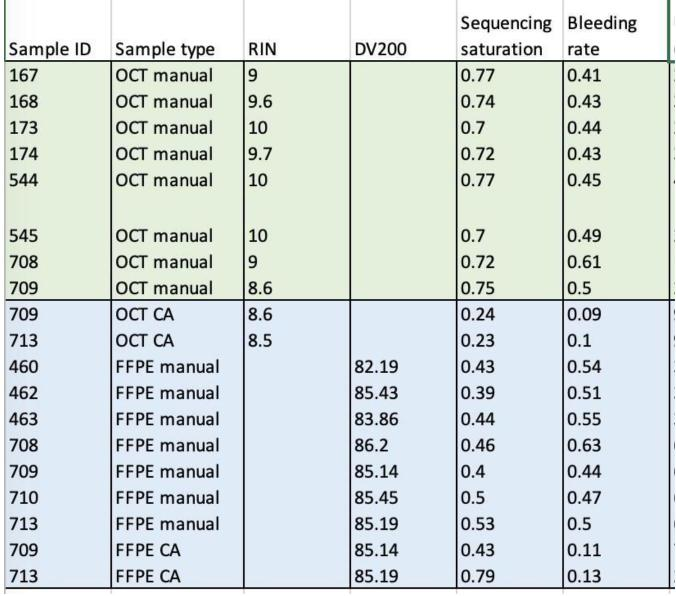 Sequencing Bleeding
Sample ID Sample type RIN DV200 saturation rate
167 OCT manual 9 0.77 0.41
168 OCT manual 9.6 0.74 0.43
173 OCT manual 10 0.7 0.44
174 OCT manual 9.7 0.72 0.43
544 OCT manual 10 0.77 0.45
545 OCT manual 10 0.7 0.49
708 OCT manual 9 0.72 0.61
709 OCT manual 8.6 0.75 0.5
709 OCT CA 8.6 0.24 0.09
713 OCT CA 8.5 0.23 0.1
460 FFPE manual 82.19 0.43 0.54
462 FFPE manual 85.43 0.39 0.51
463 FFPE manual 83.86 0.44 0.55
708 FFPE manual 86.2 0.46 0.63
709 FFPE manual 85.14 0.4 0.44
710 FFPE manual 85.45 0.5 0.47
713 FFPE manual 85.19 0.53 0.5
709 FFPE CA 85.14 0.43 0.11
713 FFPE CA 85.19 0.79 0.13